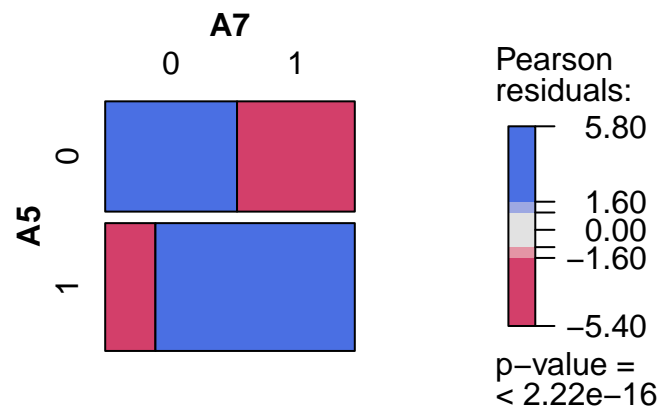 A7
0 1
A5
0
1
Pearson
residuals:
5.80
1.60
0.00
−1.60
−5.40
p−value =
< 2.22e−16